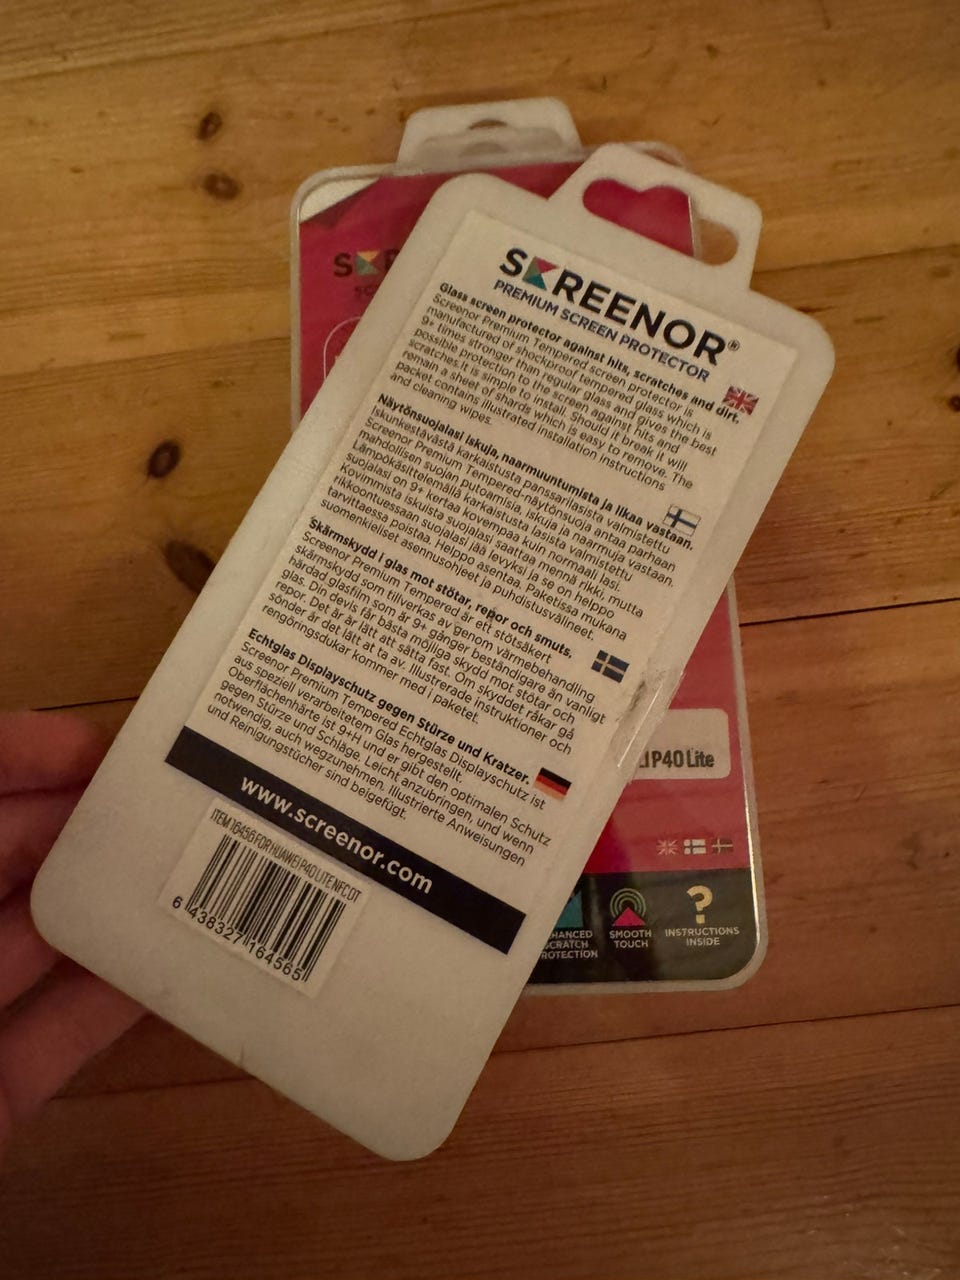 SCREENOR®
PREMIUM SCREEN PROTECTOR
Glass screen protector against hits, scratches and dirt.
Screenor Premium Tempered screen protector is
manufactured of shockproof tempered glass which is
9+ times stronger than regular glass and gives the best
possible protection to the screen against hits and
scratches.It is simple to install. Should it break it will
remain a sheet of shards which is easy to remove. The
packet contains illustrated installation instructions
and cleaning wipes.
Näytönsuojalasi iskuja, naarmuuntumista ja likaa vastaan.
Iskunkestävästä karkaistusta panssarilasista valmistettu
Screenor Premium Tempered-näytönsuoja antaa parhaan
mahdollisen suojan putoamisia, iskuja ja naarmuja vastaan.
Lämpökäsittelemällä karkaistusta lasista valmistettu
suojalasi on 9+ kertaa kovempaa kuin normaali lasi.
Kovimmista iskuista suojalasi saattaa mennä rikki, mutta
rikkoontuessaan suojalasi jää levyksi ja se on helppo
tarvittaessa poistaa. Helppo asentaa. Paketissa mukana
suomenkieliset asennusohjeet ja puhdistusvälineet.
Skärmskydd i glas mot stötar, repor och smuts.
Screenor Premium Tempered är ett stötsäkert
skärmskydd som tillverkas av genom värmebehandling
härdad glasfilm som är 9+ gånger beständigare än vanligt
glas. Din devis får bästa möjliga skydd mot stötar och
repor. Det är är lätt att sätta fast. Om skyddet råkar gå
sönder är det lätt at ta av. Illustrerade instruktioner och
rengöringsdukar kommer med i paketet.
Echtglas Displayschutz gegen Stürze und Kratzer.
Screenor Premium Tempered Echtglas Displayschutz ist
aus speziell verarbeitetem Glas hergestellt.
Oberflächenhärte ist 9+H und er gibt den optimalen Schutz
gegen Stürze und Schläge. Leicht anzubringen, und wenn
notwendig, auch wegzunehmen. Illustrierte Anweisungen
und Reinigungstücher sind beigefügt.
www.screenor.com
ITEM 16456 FOR HUAWEI P40 LITE NFC DT
6 438327 164565
P40 Lite
SMOOTH
TOUCH
?
INSTRUCTIONS
INSIDE